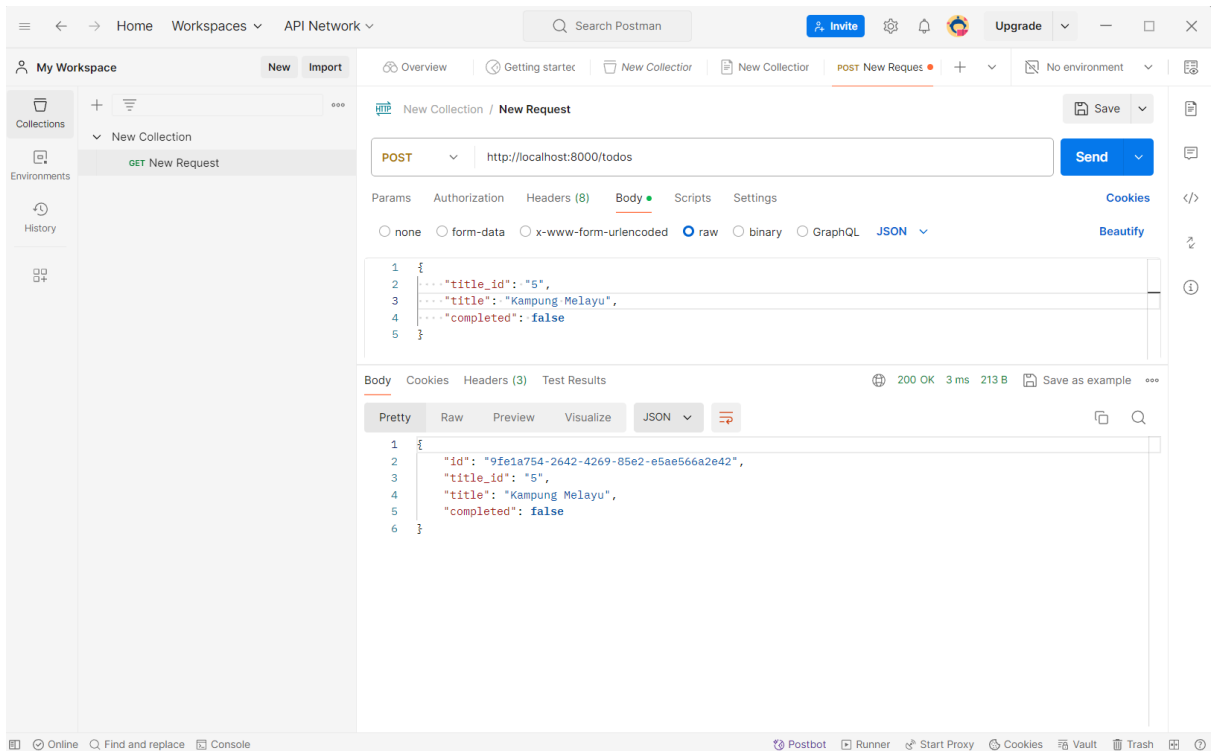 Home Workspaces API Network Search Postman Invite Upgrade
My Workspace New Import Overview Getting startec New Collection New Collection POST New Reques No environment
Collections
Environments
History
New Collection
GET New Request
HTTP New Collection / New Request Save
POST http://localhost:8000/todos Send
Params Authorization Headers (8) Body Scripts Settings Cookies
none form-data x-www-form-urlencoded raw binary GraphQL JSON Beautify
1 {
2 "title_id": "5",
3 "title": "Kampung Melayu",
4 "completed": false
5 }
Body Cookies Headers (3) Test Results 200 OK 3 ms 213 B Save as example
Pretty Raw Preview Visualize JSON
1 {
2 "id": "9fe1a754-2642-4269-85e2-e5ae566a2e42",
3 "title_id": "5",
4 "title": "Kampung Melayu",
5 "completed": false
6 }
Online Find and replace Console Postbot Runner Start Proxy Cookies Vault Trash